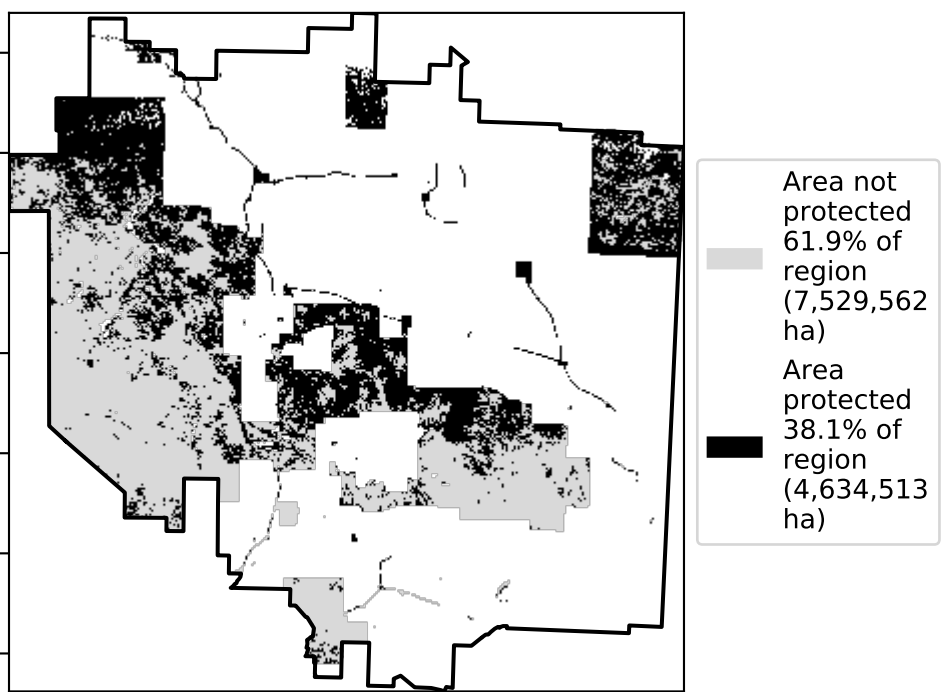 Area not
protected
61.9% of
region
(7,529,562
ha)
Area
protected
38.1% of
region
(4,634,513
ha)